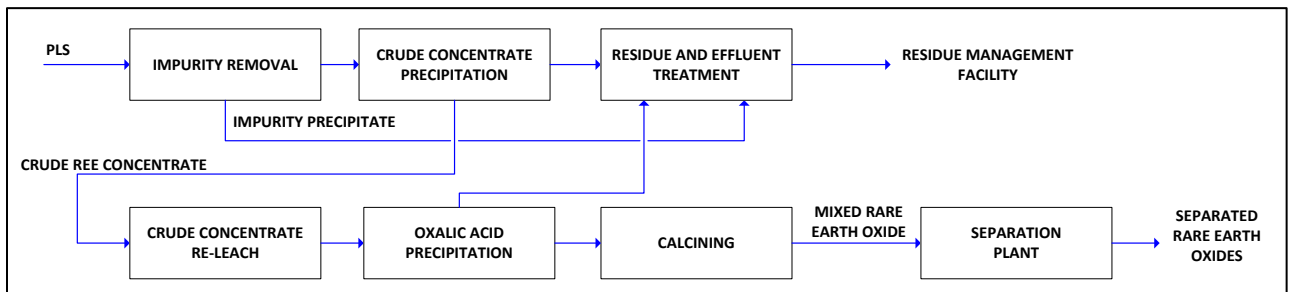 PLS
IMPURITY REMOVAL
CRUDE CONCENTRATE
PRECIPITATION
RESIDUE AND EFFLUENT
TREATMENT
RESIDUE MANAGEMENT
FACILITY
IMPURITY PRECIPITATE
CRUDE REE CONCENTRATE
CRUDE CONCENTRATE
RE-LEACH
OXALIC ACID
PRECIPITATION
CALCINING
MIXED RARE
EARTH OXIDE
SEPARATION
PLANT
SEPARATED
RARE EARTH
OXIDES